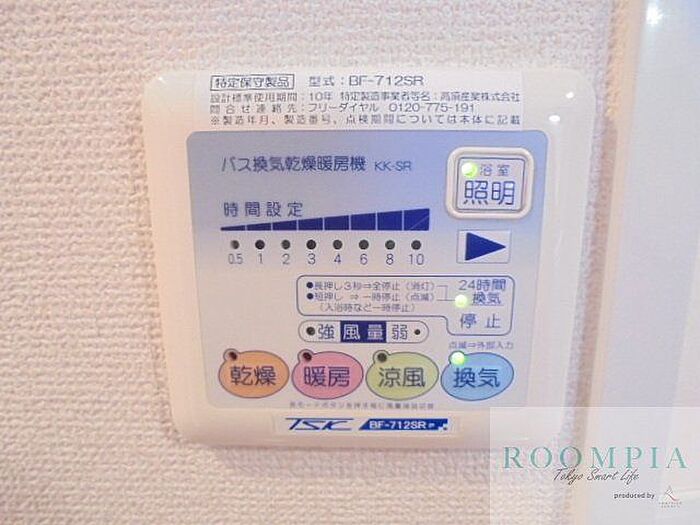 特定保守製品 型式：BF-712SR
設計標準使用期間：10年 特定製造事業者等名：高須産業株式会社
問合せ連絡先：フリーダイヤル 0120-775-191
※製造年月、製造番号、点検期間については本体に記載
バス換気乾燥暖房機 KK-SR
浴室
照明
時間設定
0.5 1 2 3 4 6 8 10
●長押し3秒⇒全停止（消灯）
●短押し ⇒一時停止（点滅）
（入浴時など一時停止）
24時間
換気
停止
強風量弱
点滅⇒外部入力
乾燥 暖房 涼風 換気
TSK BF-712SR
ROOMPIA
Tokyo Smart Life
produced by